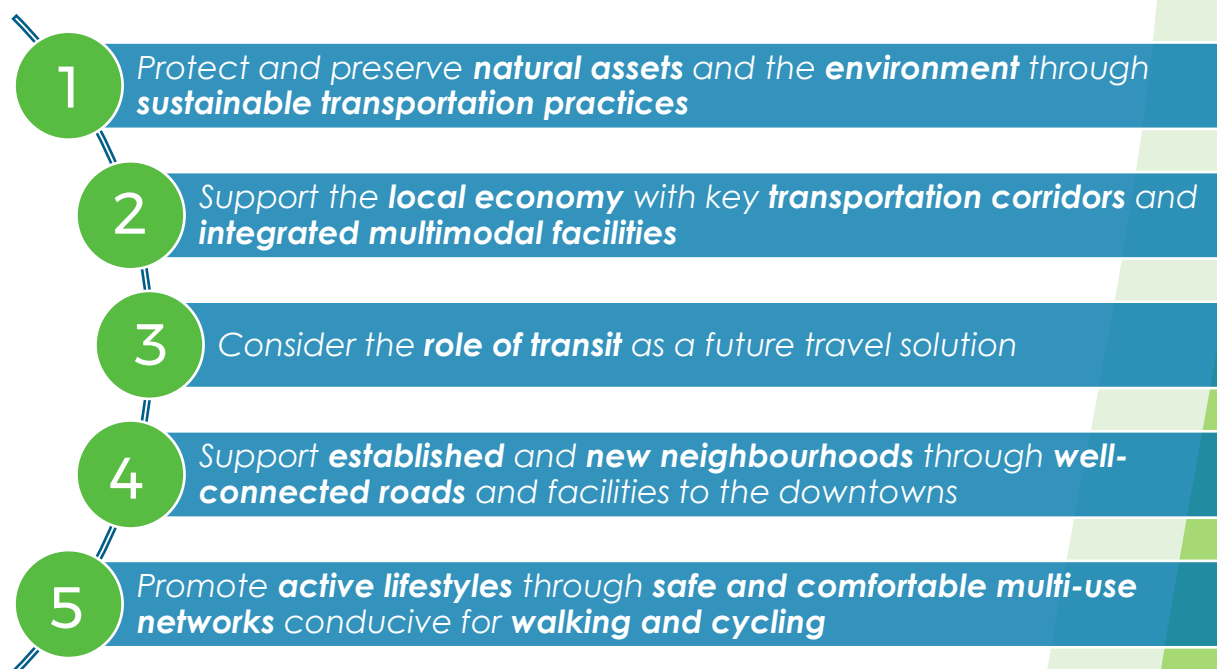 1
Protect and preserve natural assets and the environment through
sustainable transportation practices
2
Support the local economy with key transportation corridors and
integrated multimodal facilities
3
Consider the role of transit as a future travel solution
4
Support established and new neighbourhoods through well-
connected roads and facilities to the downtowns
5
Promote active lifestyles through safe and comfortable multi-use
networks conducive for walking and cycling